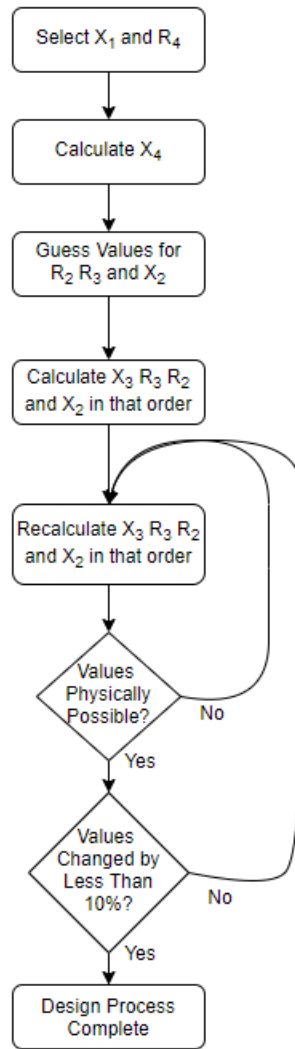 Select X₁ and R₄
Calculate X₄
Guess Values for
R₂ R₃ and X₂
Calculate X₃ R₃ R₂
and X₂ in that order
Recalculate X₃ R₃ R₂
and X₂ in that order
Values
Physically
Possible?
No
Yes
Values
Changed by
Less Than
10%?
No
Yes
Design Process
Complete